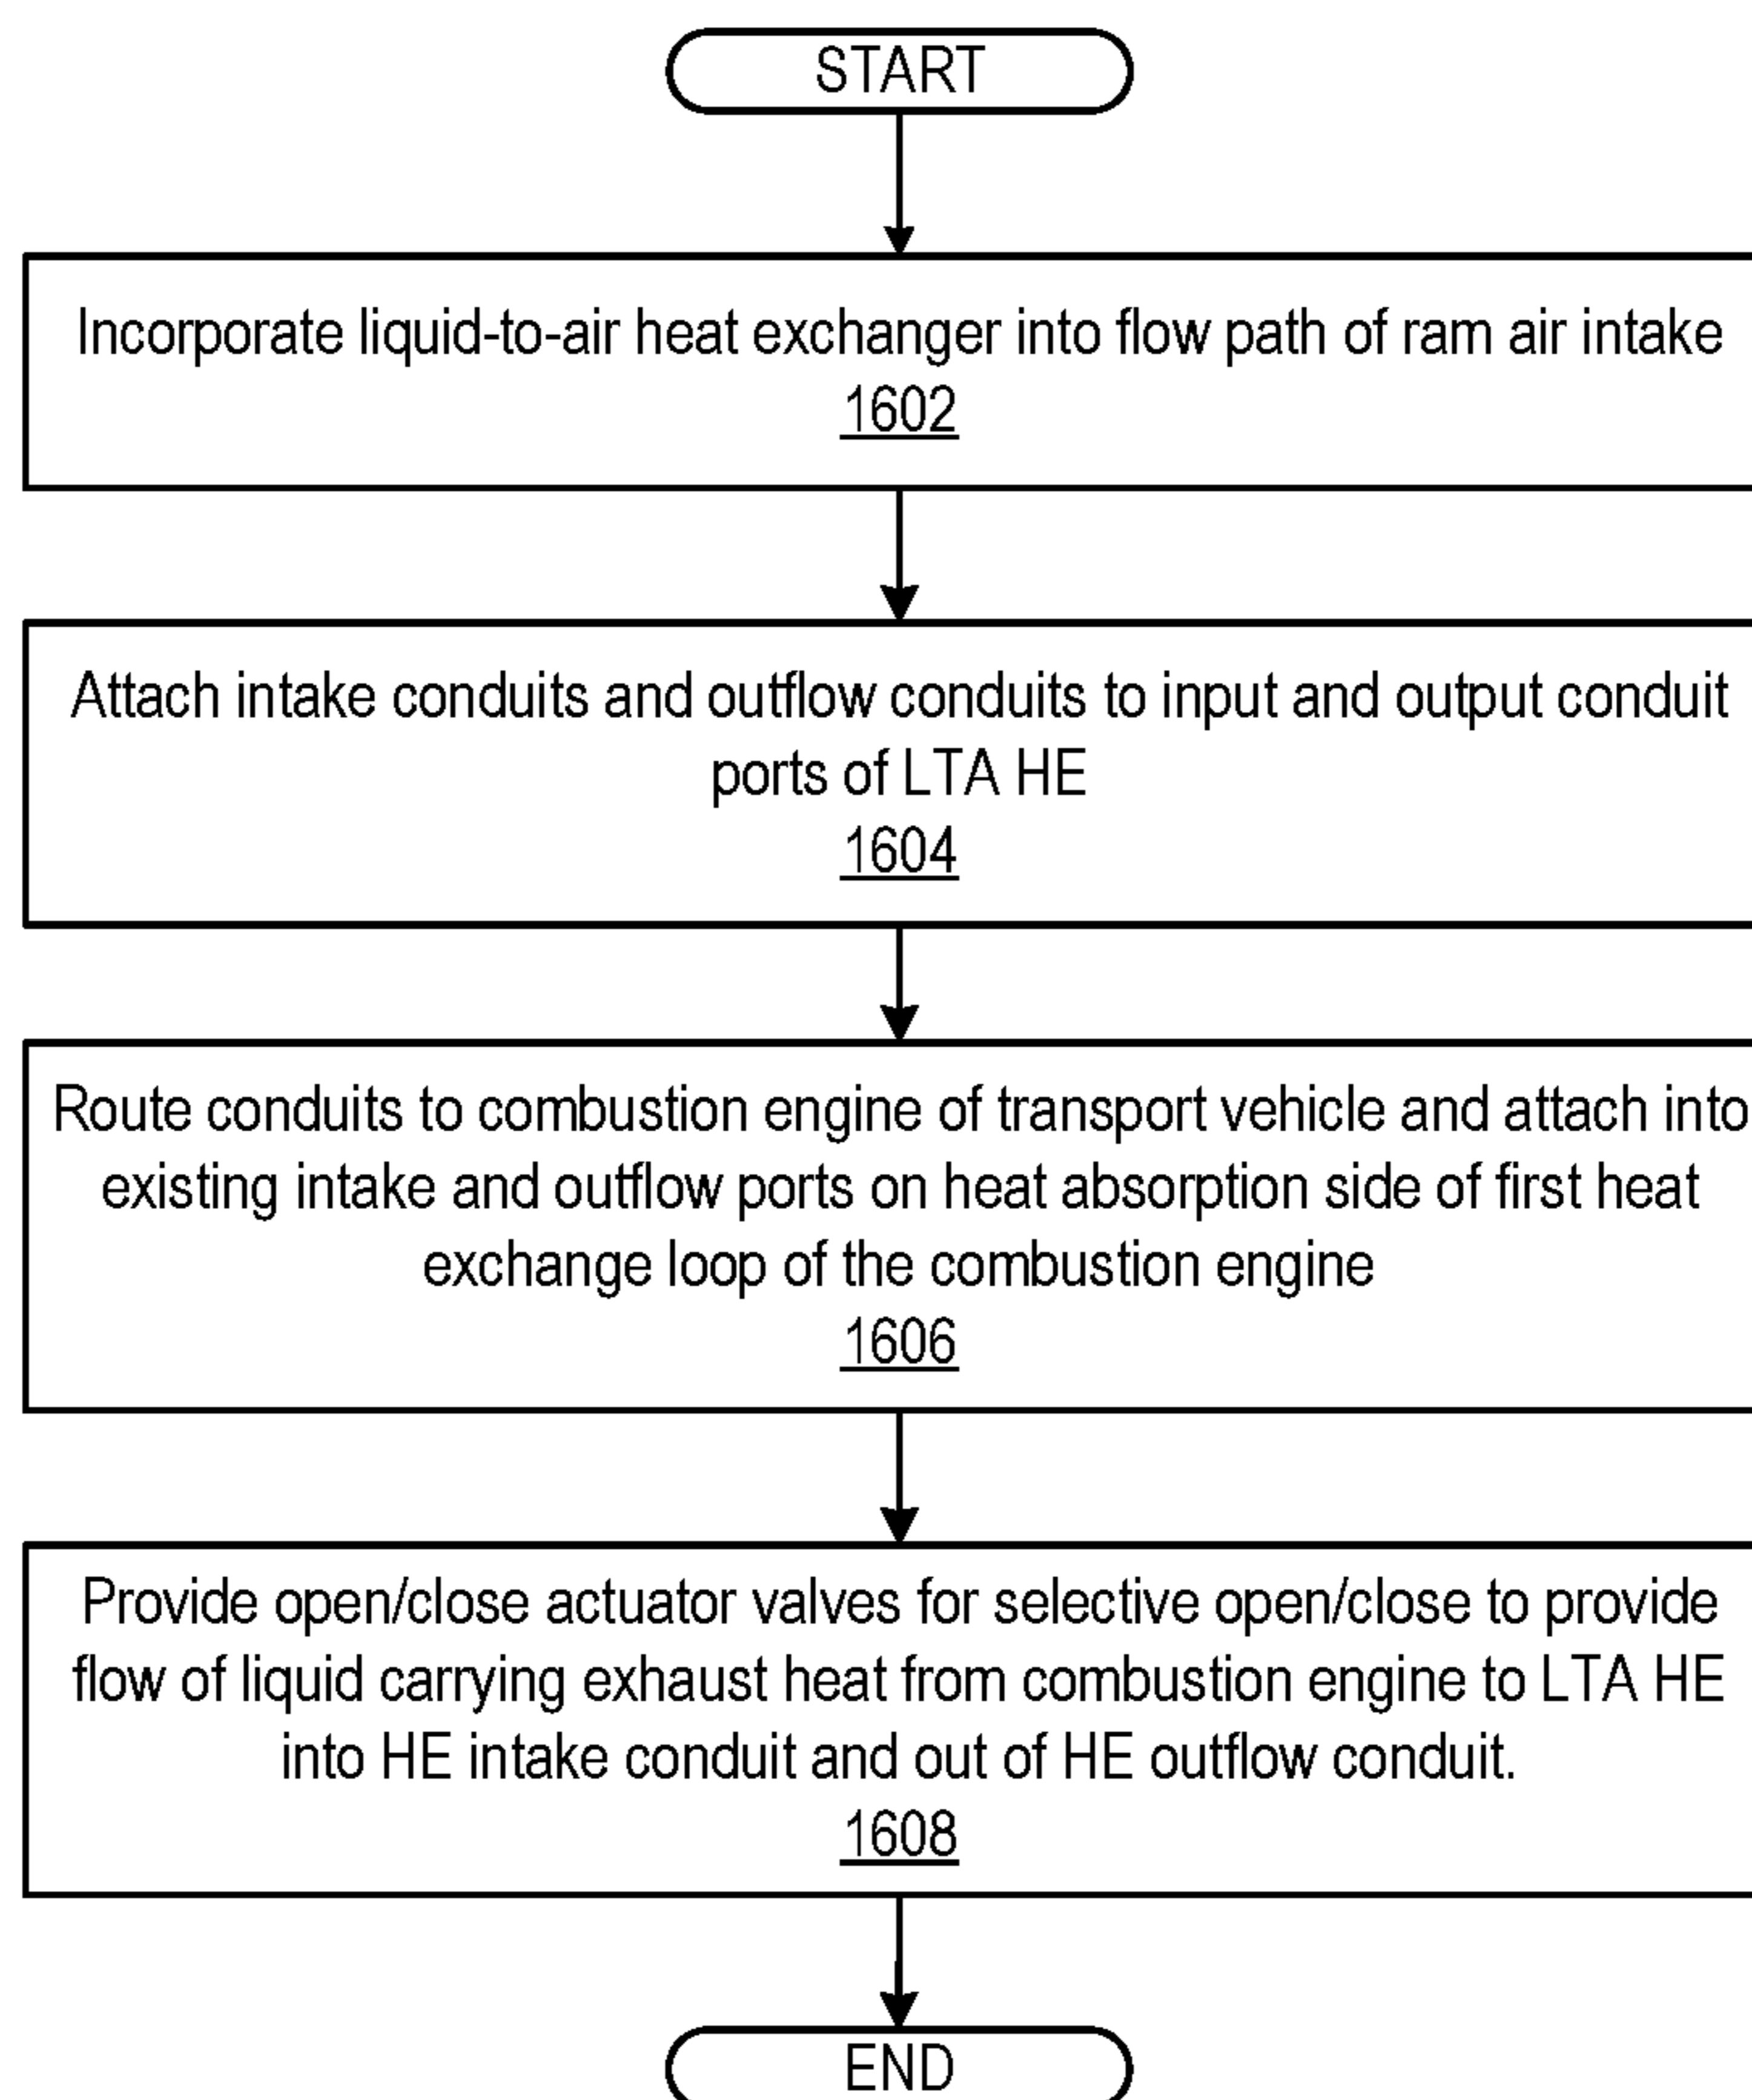 START
Incorporate liquid-to-air heat exchanger into flow path of ram air intake
1602
Attach intake conduits and outflow conduits to input and output conduit
ports of LTA HE
1604
Route conduits to combustion engine of transport vehicle and attach into
existing intake and outflow ports on heat absorption side of first heat
exchange loop of the combustion engine
1606
Provide open/close actuator valves for selective open/close to provide
flow of liquid carrying exhaust heat from combustion engine to LTA HE
into HE intake conduit and out of HE outflow conduit.
1608
END